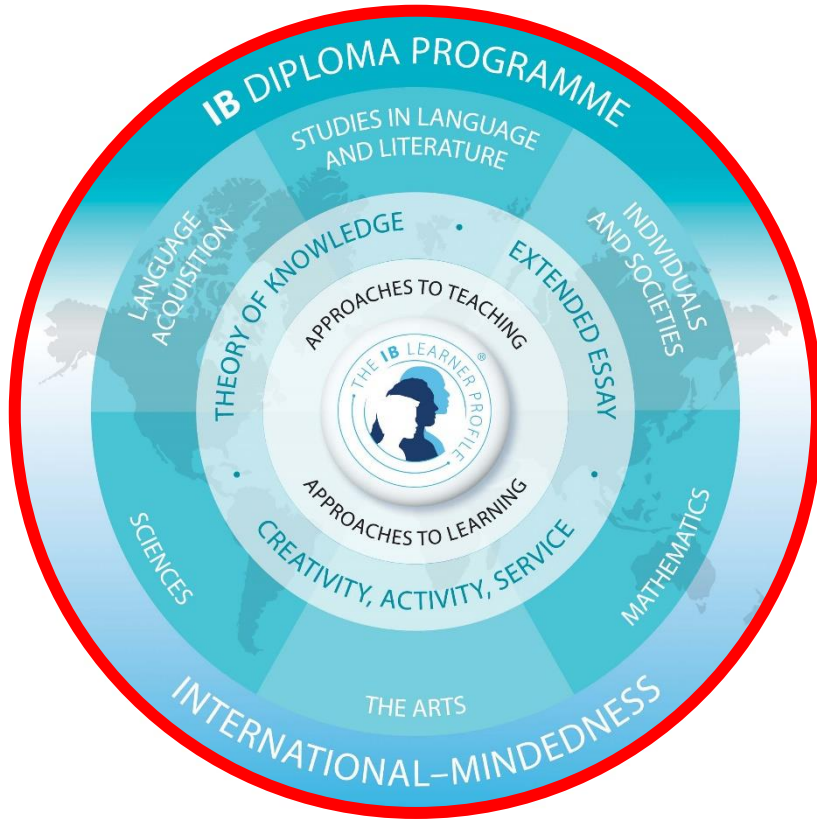 IB DIPLOMA PROGRAMME
STUDIES IN LANGUAGE
AND LITERATURE
LANGUAGE
ACQUISITION
INDIVIDUALS
AND SOCIETIES
THEORY OF KNOWLEDGE
•
EXTENDED ESSAY
APPROACHES TO TEACHING
THE IB LEARNER PROFILE ®
APPROACHES TO LEARNING
• CREATIVITY, ACTIVITY, SERVICE •
SCIENCES
MATHEMATICS
THE ARTS
INTERNATIONAL–MINDEDNESS